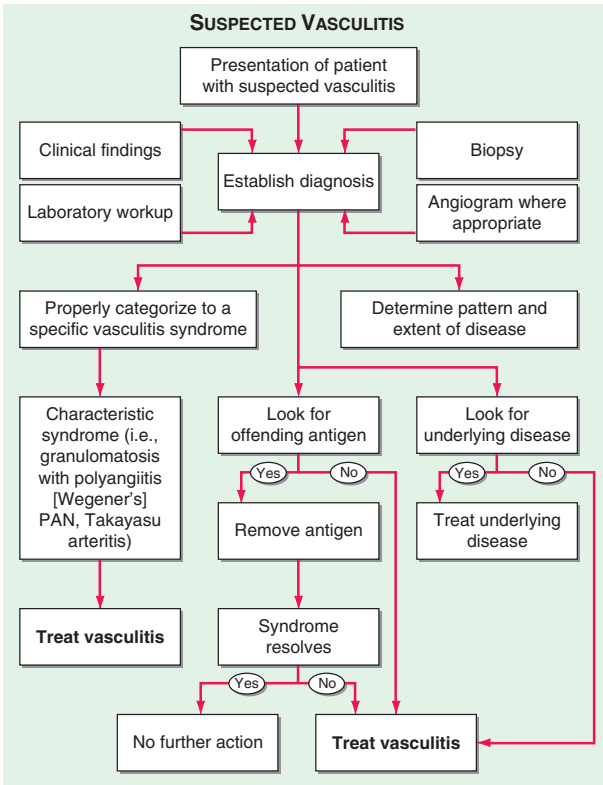 SUSPECTED VASCULITIS
Presentation of patient
with suspected vasculitis
Clinical findings
Biopsy
Establish diagnosis
Laboratory workup
Angiogram where
appropriate
Properly categorize to a
specific vasculitis syndrome
Determine pattern and
extent of disease
Characteristic
syndrome (i.e.,
granulomatosis
with polyangiitis
[Wegener's]
PAN, Takayasu
arteritis)
Look for
offending antigen
Look for
underlying disease
Yes
No
Yes
No
Remove antigen
Treat underlying
disease
Treat vasculitis
Syndrome
resolves
Yes
No
No further action
Treat vasculitis